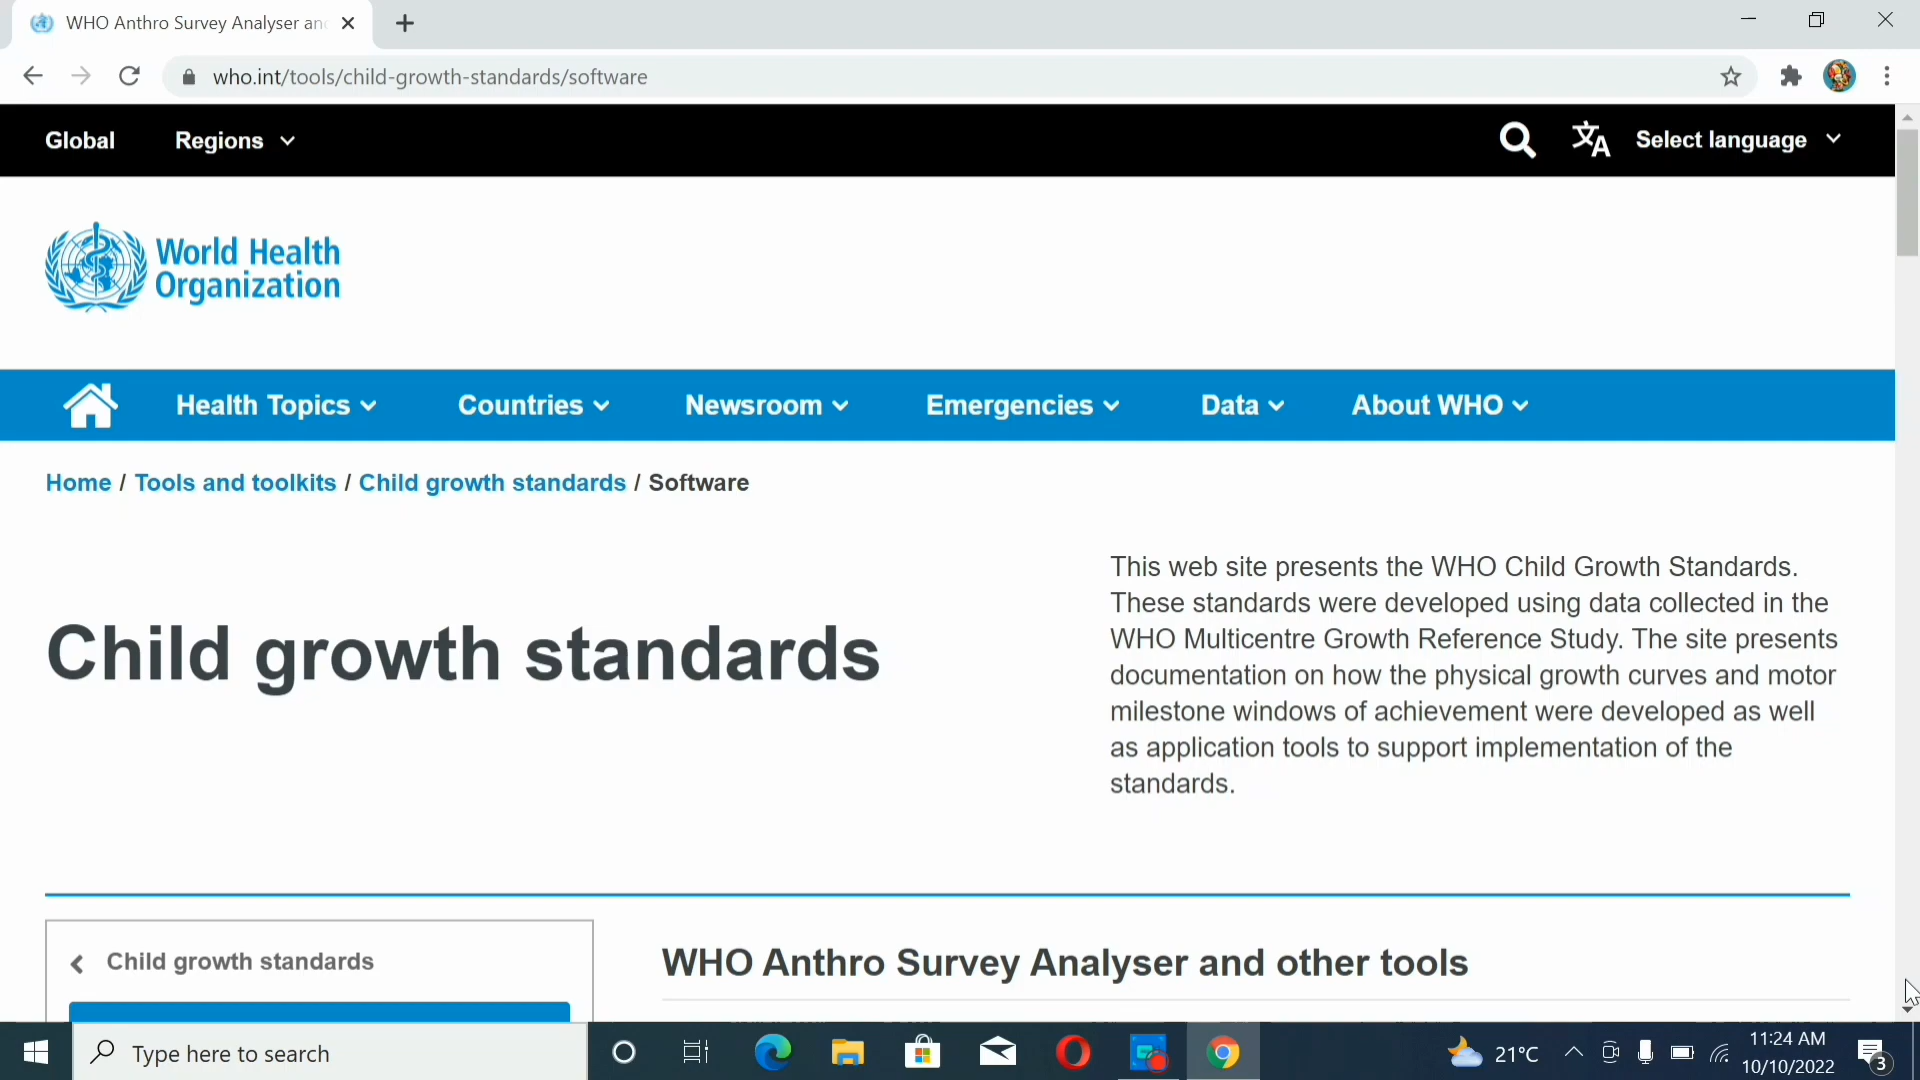 WHO Anthro Survey Analyser an
who.int/tools/child-growth-standards/software
Global Regions Select language
World Health
Organization
Health Topics Countries Newsroom Emergencies Data About WHO
Home / Tools and toolkits / Child growth standards / Software
Child growth standards
This web site presents the WHO Child Growth Standards.
These standards were developed using data collected in the
WHO Multicentre Growth Reference Study. The site presents
documentation on how the physical growth curves and motor
milestone windows of achievement were developed as well
as application tools to support implementation of the
standards.
Child growth standards
WHO Anthro Survey Analyser and other tools
Type here to search
21°C
11:24 AM
10/10/2022
3